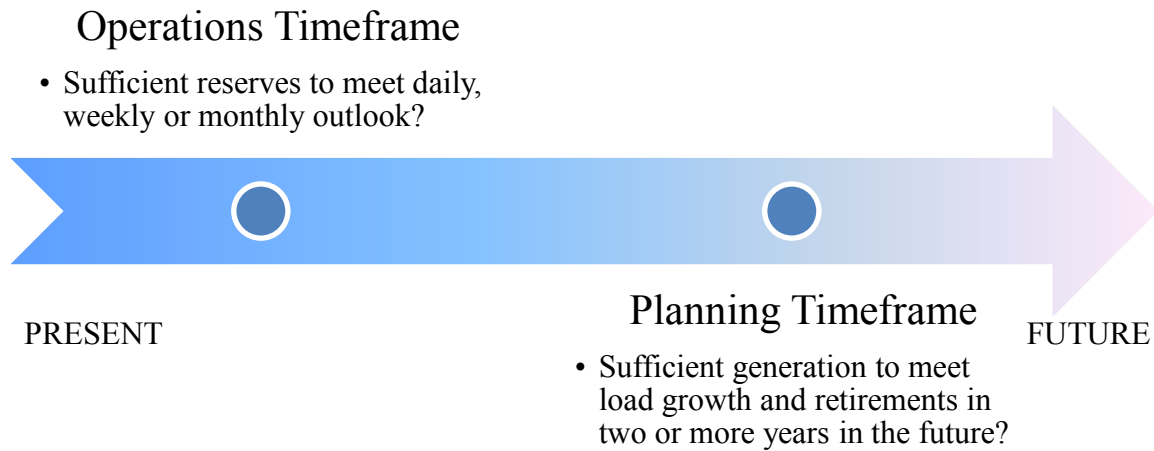 Operations Timeframe
• Sufficient reserves to meet daily,
weekly or monthly outlook?
PRESENT
Planning Timeframe
FUTURE
• Sufficient generation to meet
load growth and retirements in
two or more years in the future?